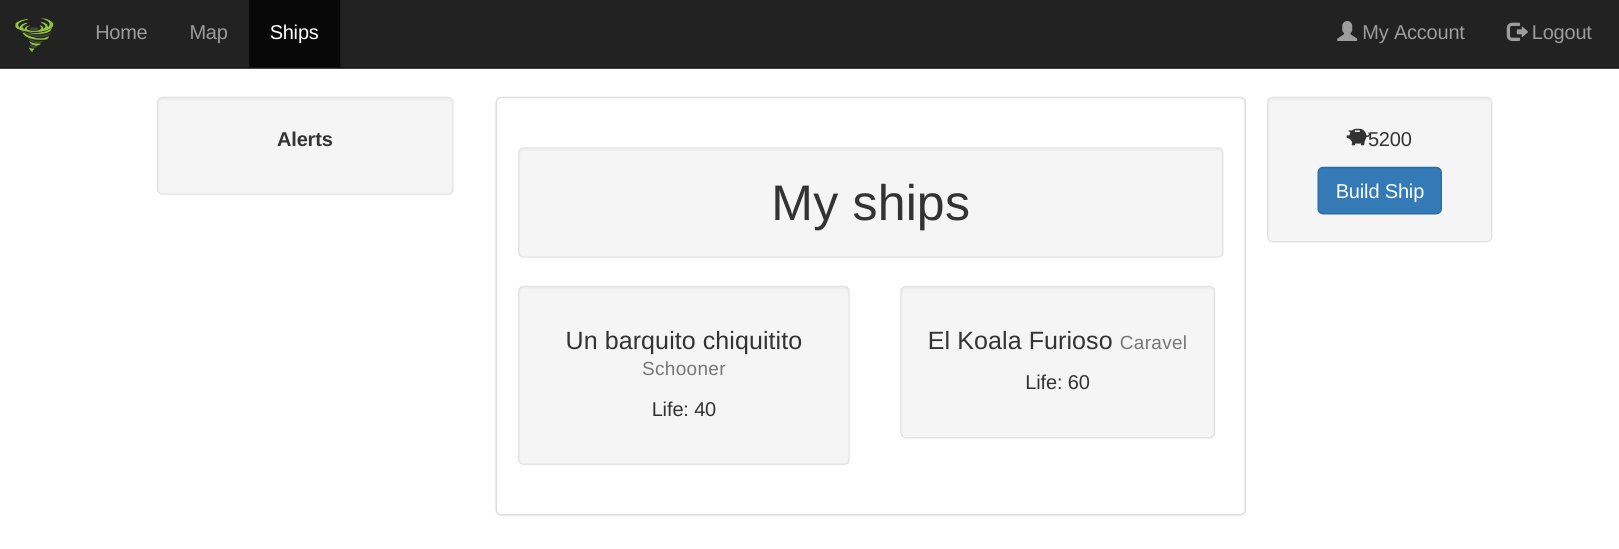 Home Map Ships My Account Logout
Alerts
My ships
Un barquito chiquitito
Schooner
Life: 40
El Koala Furioso Caravel
Life: 60
5200
Build Ship